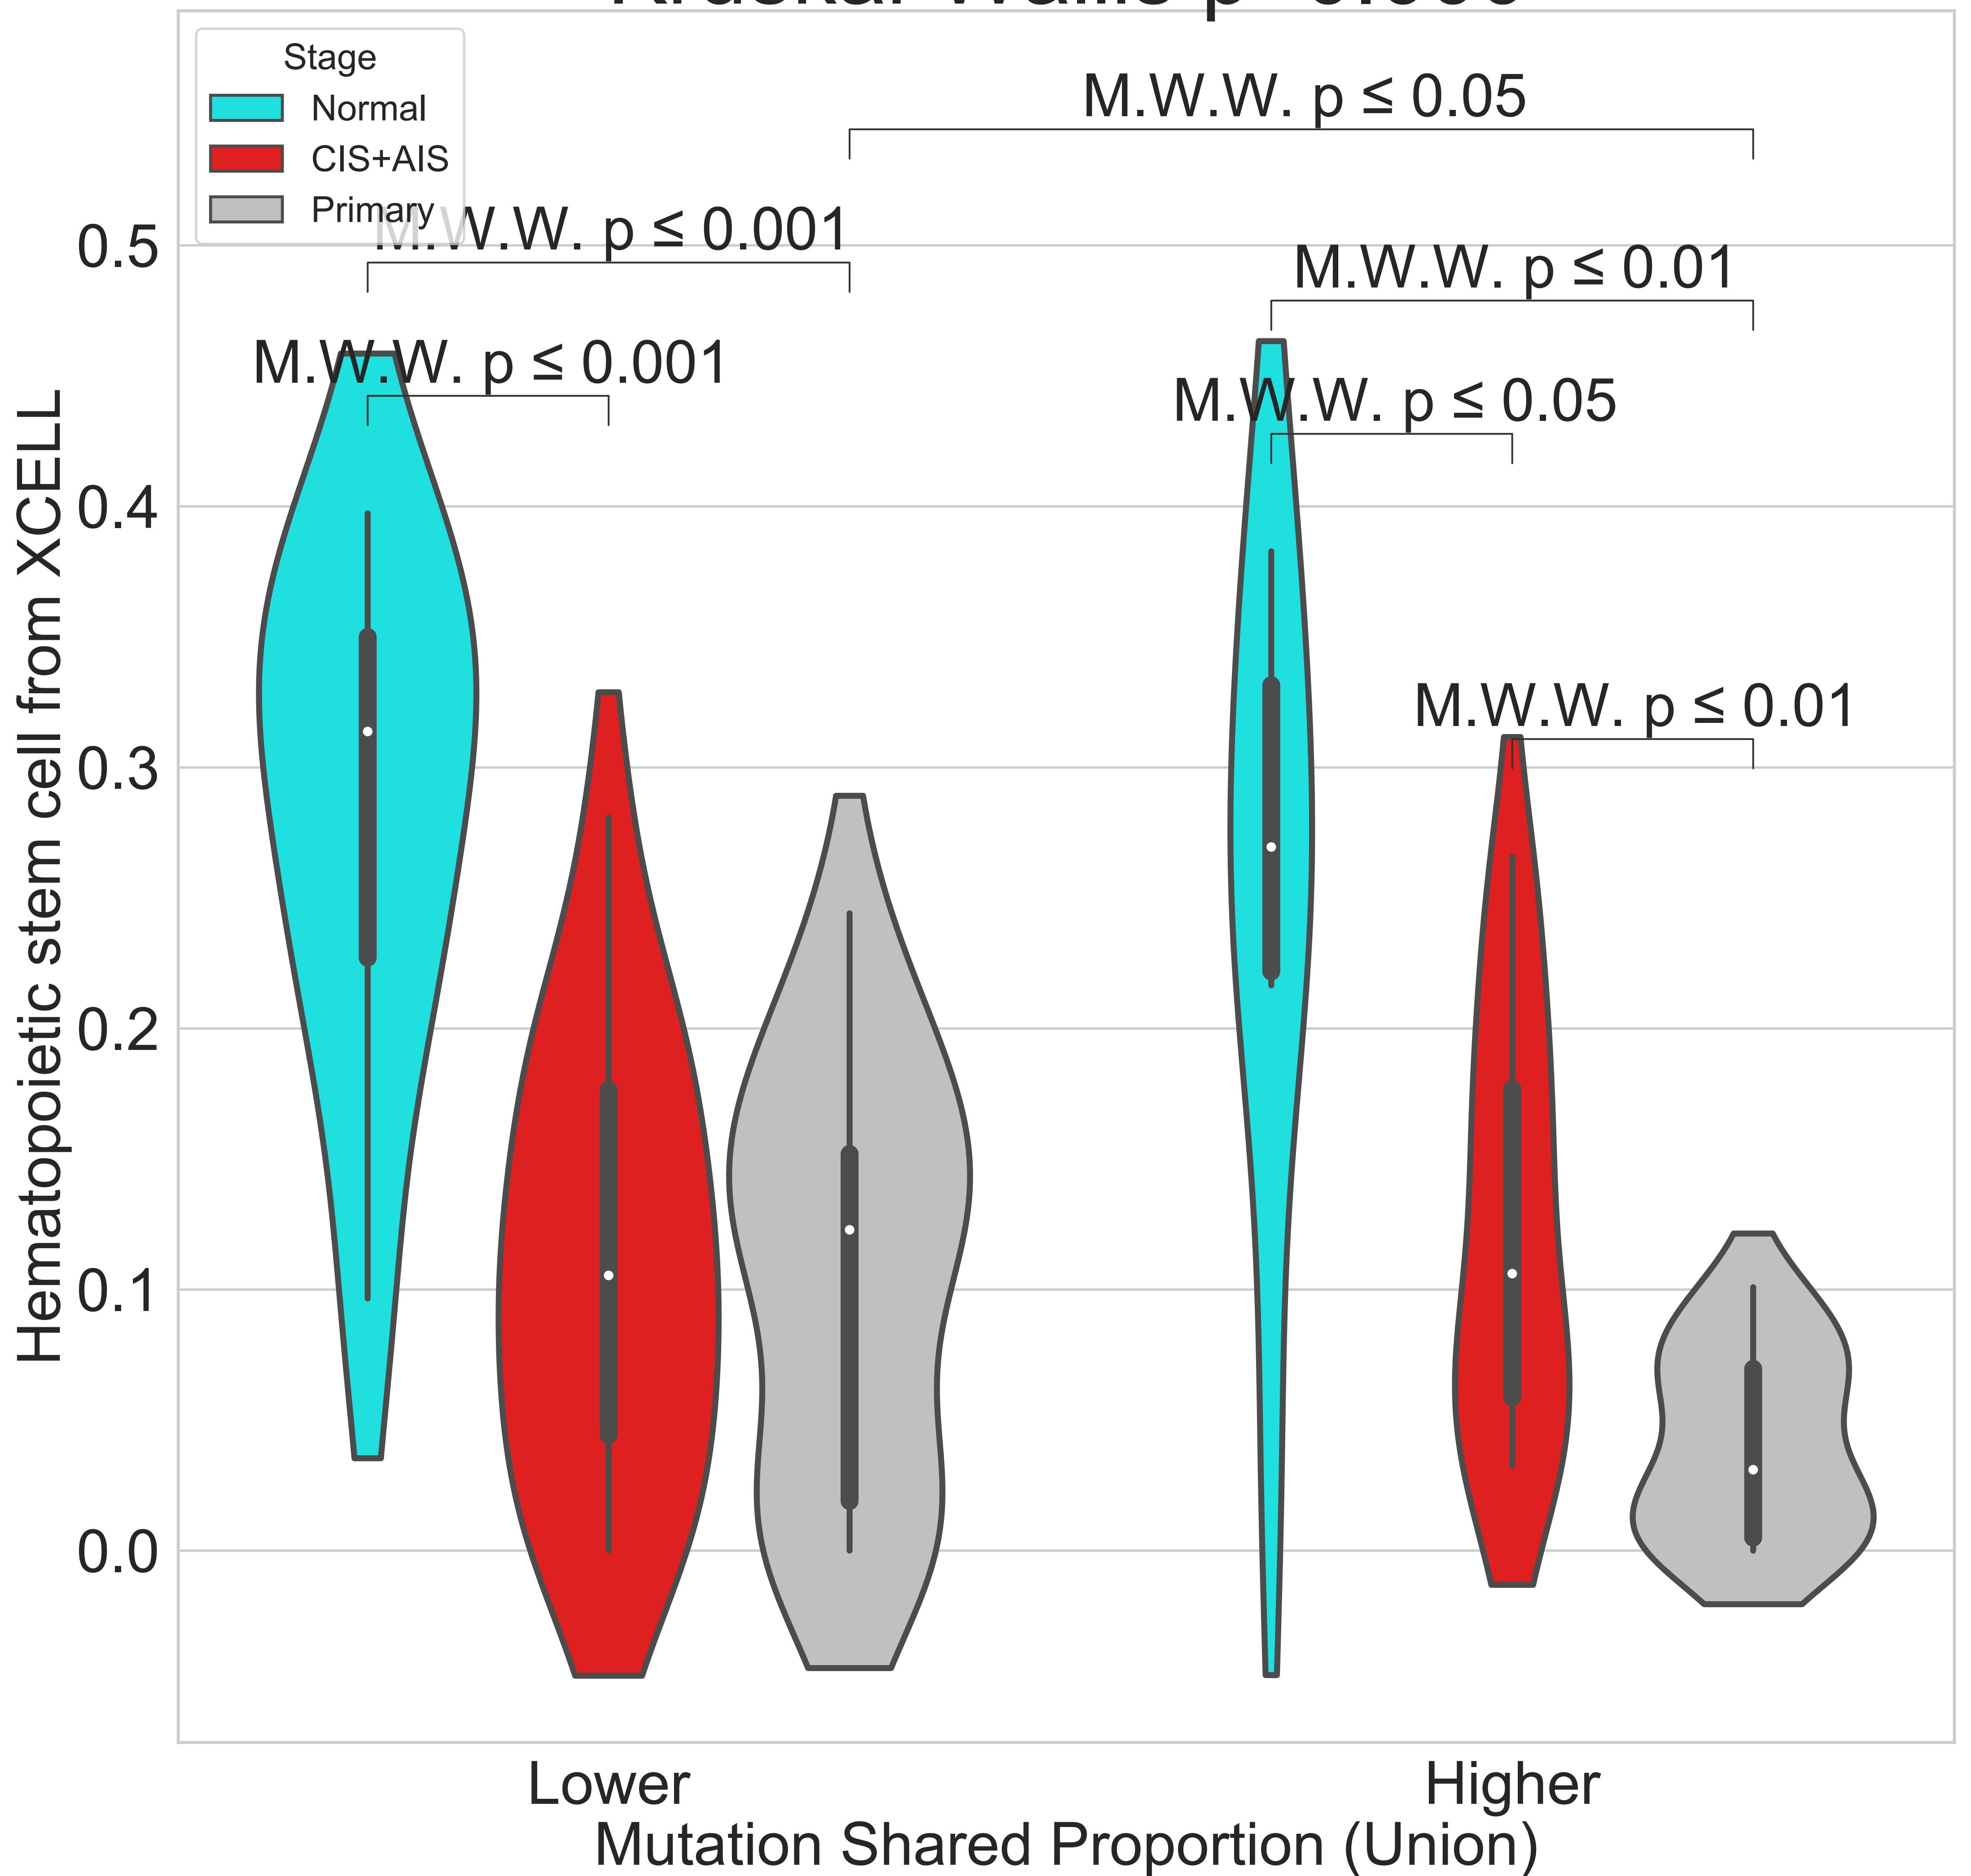 Stage
Normal
CIS+AIS
Primary
M.W.W. p ≤ 0.05
M.W.W. p ≤ 0.001
M.W.W. p ≤ 0.01
M.W.W. p ≤ 0.001
M.W.W. p ≤ 0.05
M.W.W. p ≤ 0.01
Hematopoietic stem cell from XCELL
0.5
0.4
0.3
0.2
0.1
0.0
Lower
Higher
Mutation Shared Proportion (Union)